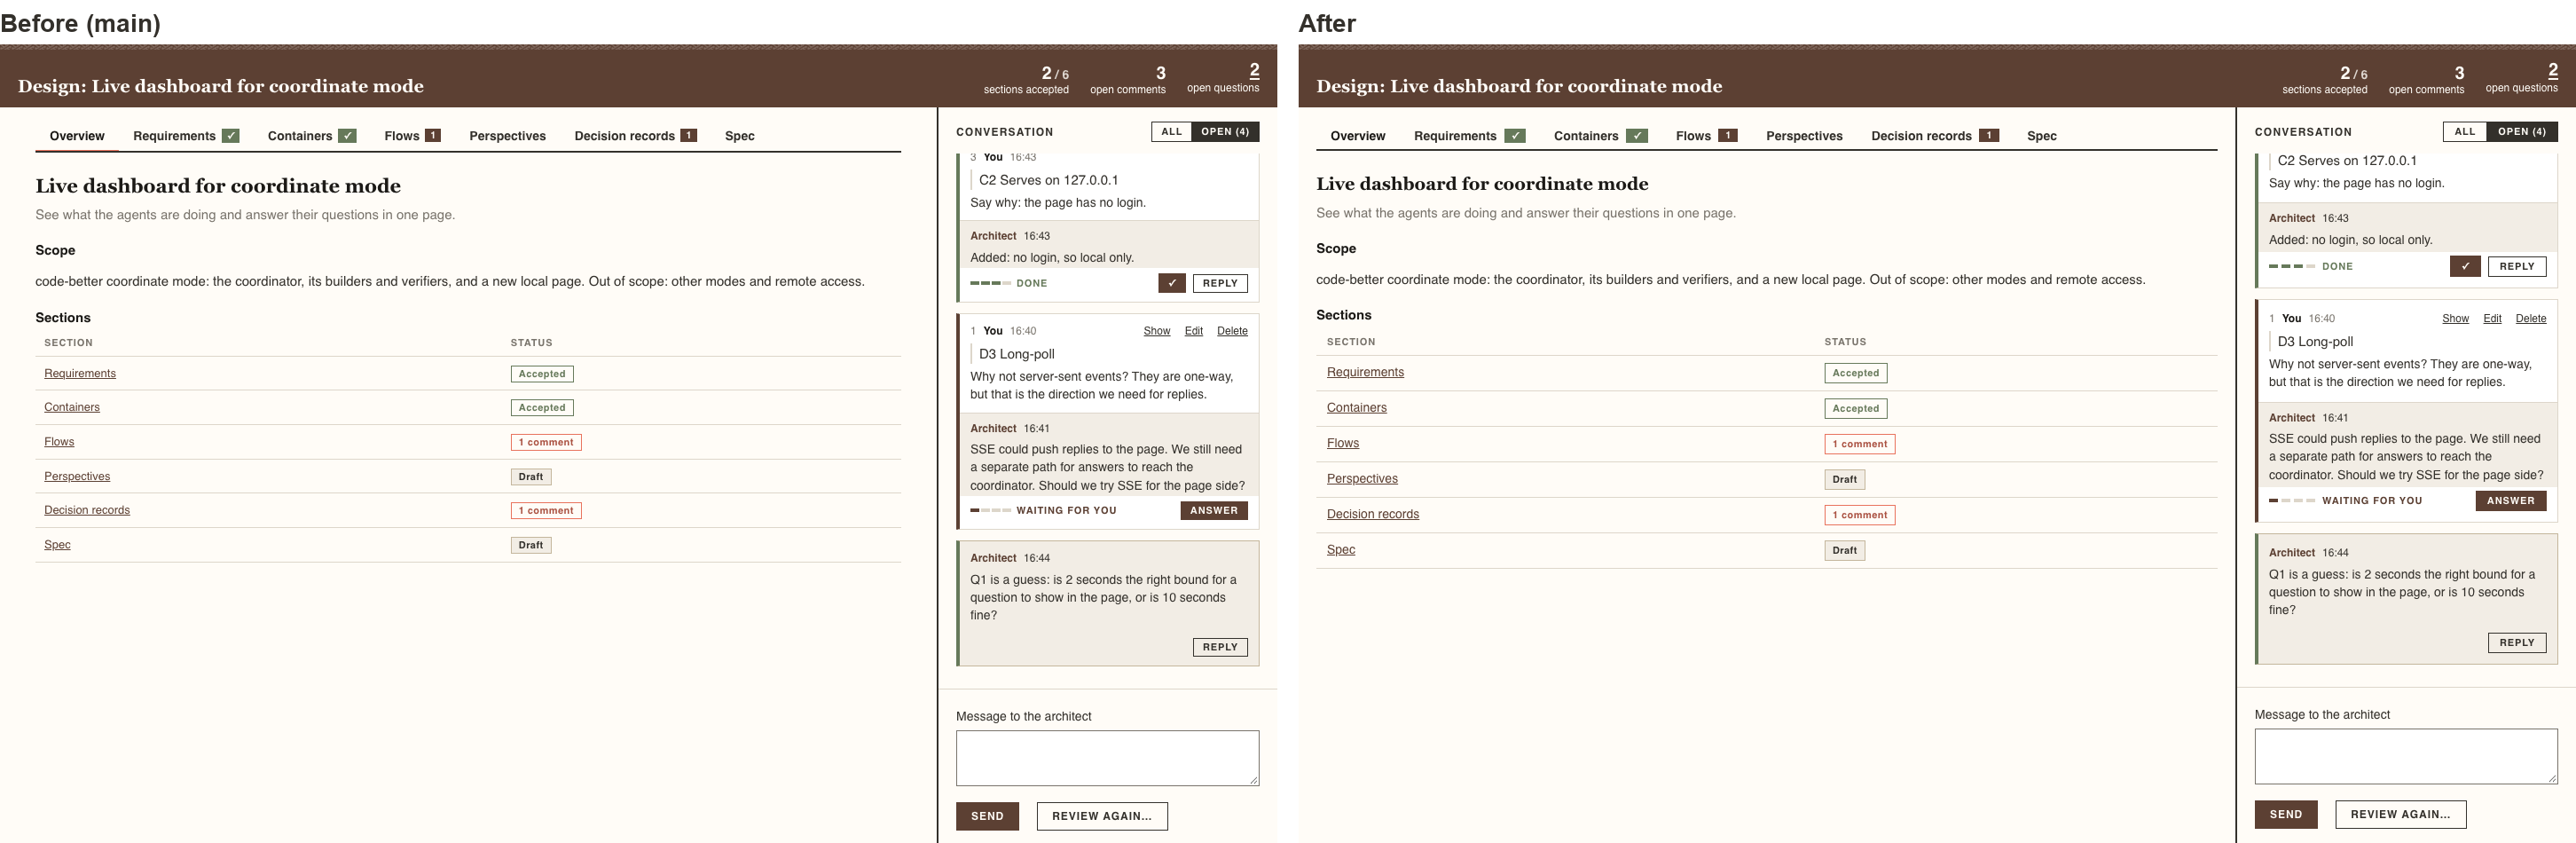 Before (main)
Design: Live dashboard for coordinate mode
2 / 6
sections accepted
3
open comments
2
open questions
Overview
Requirements ✓
Containers ✓
Flows 1
Perspectives
Decision records 1
Spec
Live dashboard for coordinate mode
See what the agents are doing and answer their questions in one page.
Scope
code-better coordinate mode: the coordinator, its builders and verifiers, and a new local page. Out of scope: other modes and remote access.
Sections
SECTION STATUS
Requirements Accepted
Containers Accepted
Flows 1 comment
Perspectives Draft
Decision records 1 comment
Spec Draft
CONVERSATION ALL OPEN (4)
3 You 16:43
C2 Serves on 127.0.0.1
Say why: the page has no login.
Architect 16:43
Added: no login, so local only.
DONE ✓ REPLY
1 You 16:40 Show Edit Delete
D3 Long-poll
Why not server-sent events? They are one-way,
but that is the direction we need for replies.
Architect 16:41
SSE could push replies to the page. We still need
a separate path for answers to reach the
coordinator. Should we try SSE for the page side?
WAITING FOR YOU ANSWER
Architect 16:44
Q1 is a guess: is 2 seconds the right bound for a
question to show in the page, or is 10 seconds
fine?
REPLY
Message to the architect
SEND REVIEW AGAIN...
After
Design: Live dashboard for coordinate mode
2 / 6
sections accepted
3
open comments
2
open questions
Overview
Requirements ✓
Containers ✓
Flows 1
Perspectives
Decision records 1
Spec
Live dashboard for coordinate mode
See what the agents are doing and answer their questions in one page.
Scope
code-better coordinate mode: the coordinator, its builders and verifiers, and a new local page. Out of scope: other modes and remote access.
Sections
SECTION STATUS
Requirements Accepted
Containers Accepted
Flows 1 comment
Perspectives Draft
Decision records 1 comment
Spec Draft
CONVERSATION ALL OPEN (4)
C2 Serves on 127.0.0.1
Say why: the page has no login.
Architect 16:43
Added: no login, so local only.
DONE ✓ REPLY
1 You 16:40 Show Edit Delete
D3 Long-poll
Why not server-sent events? They are one-way,
but that is the direction we need for replies.
Architect 16:41
SSE could push replies to the page. We still need
a separate path for answers to reach the
coordinator. Should we try SSE for the page side?
WAITING FOR YOU ANSWER
Architect 16:44
Q1 is a guess: is 2 seconds the right bound for a
question to show in the page, or is 10 seconds
fine?
REPLY
Message to the architect
SEND REVIEW AGAIN...